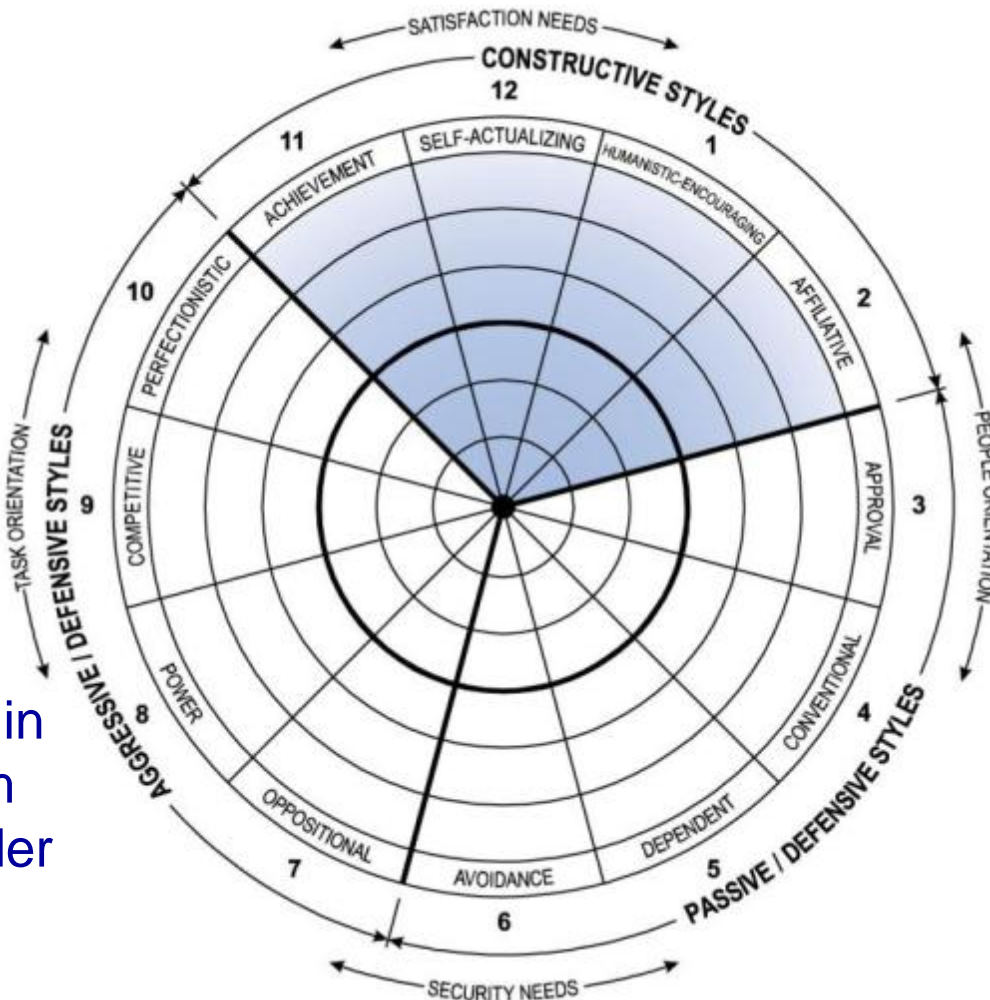 SATISFACTION NEEDS
CONSTRUCTIVE STYLES
12
11
1
SELF-ACTUALIZING
ACHIEVEMENT
HUMANISTIC-ENCOURAGING
10
PERFECTIONISTIC
AFFILIATIVE
2
TASK ORIENTATION
AGGRESSIVE / DEFENSIVE STYLES
9
COMPETITIVE
APPROVAL
3
PEOPLE ORIENTATION
8
POWER
CONVENTIONAL
4
in
OPPOSITIONAL
DEPENDENT
7
AVOIDANCE
5
PASSIVE / DEFENSIVE STYLES
6
SECURITY NEEDS